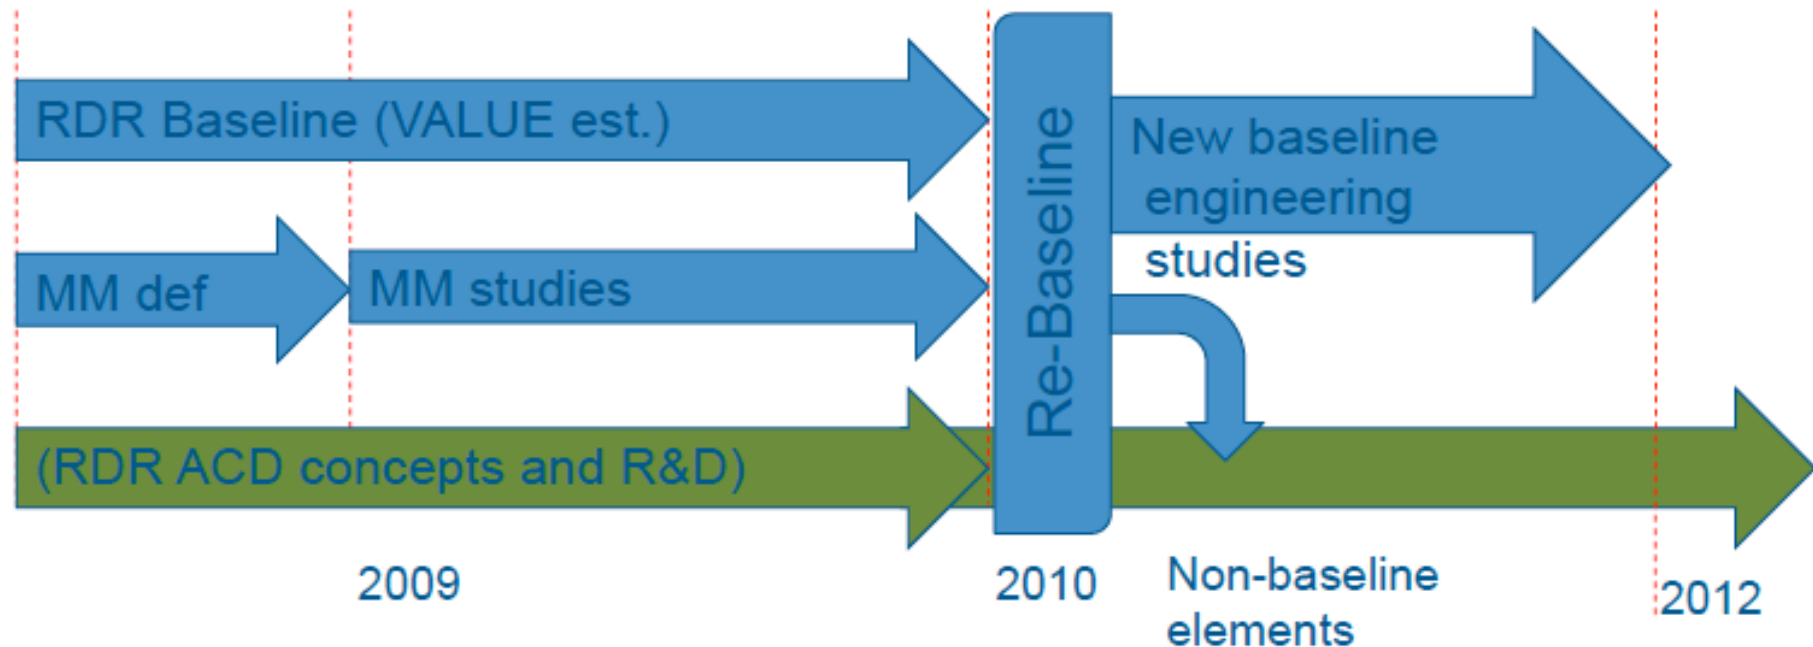 RDR Baseline (VALUE est.)
MM def
MM studies
(RDR ACD concepts and R&D)
Re-Baseline
New baseline
engineering
studies
2009
2010
Non-baseline
elements
2012